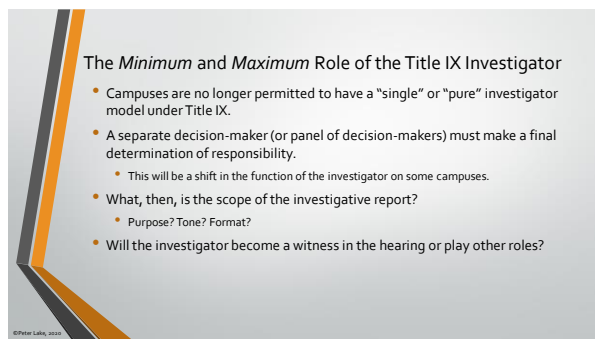 The Minimum and Maximum Role of the Title IX Investigator
• Campuses are no longer permitted to have a “single” or “pure” investigator
model under Title IX.
• A separate decision-maker (or panel of decision-makers) must make a final
determination of responsibility.
• This will be a shift in the function of the investigator on some campuses.
• What, then, is the scope of the investigative report?
• Purpose? Tone? Format?
• Will the investigator become a witness in the hearing or play other roles?
©Peter Lake, 2020